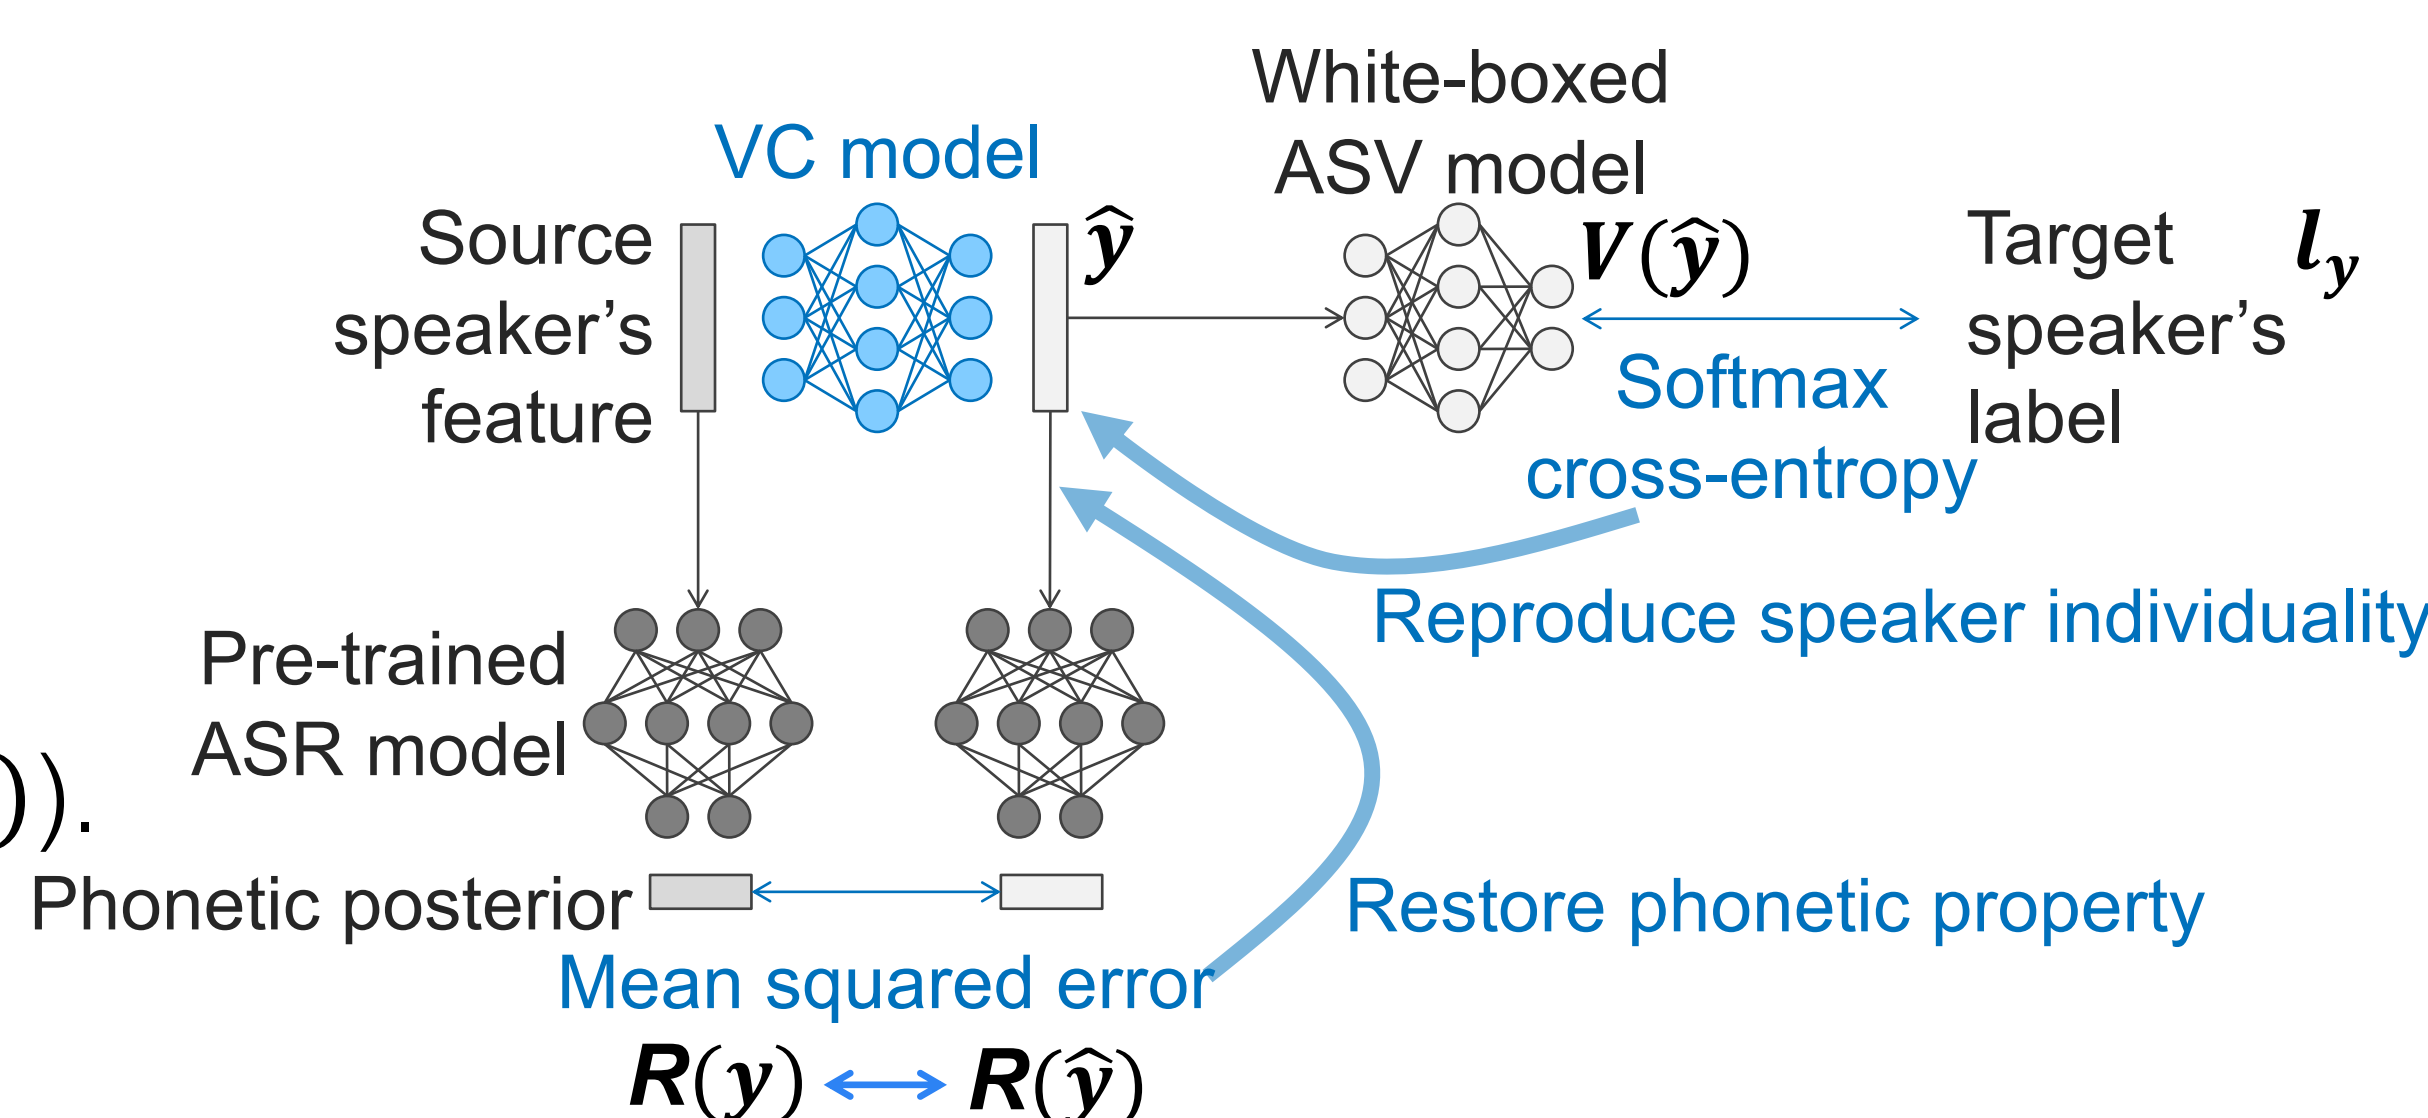 White-boxed
ASV model
VC model
Source
speaker’s
feature
ŷ
V(ŷ)
Target
speaker’s
label
l_y
Softmax
cross-entropy
Reproduce speaker individuality
Pre-trained
ASR model
)).
Phonetic posterior
Restore phonetic property
Mean squared error
R(y) ⟷ R(ŷ)